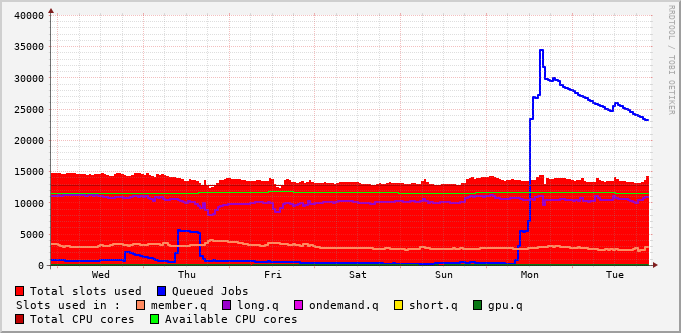 40000
35000
30000
25000
20000
15000
10000
5000
0
Wed Thu Fri Sat Sun Mon Tue
RRDTOOL / TOBI OETIKER
Total slots used Queued Jobs
Slots used in : member.q long.q ondemand.q short.q gpu.q
Total CPU cores Available CPU cores